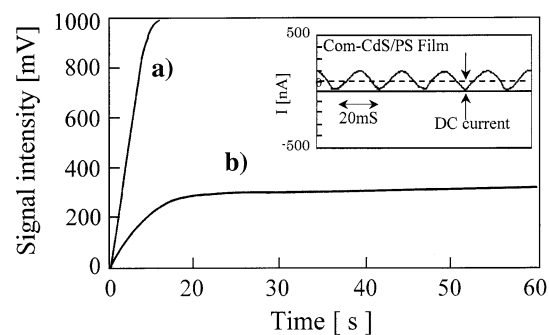 Signal intensity [mV]
1000
800
600
400
200
0
a)
b)
500
0
-500
I [nA]
Com-CdS/PS Film
20mS
DC current
0
20
30
40
50
60
Time [ s ]